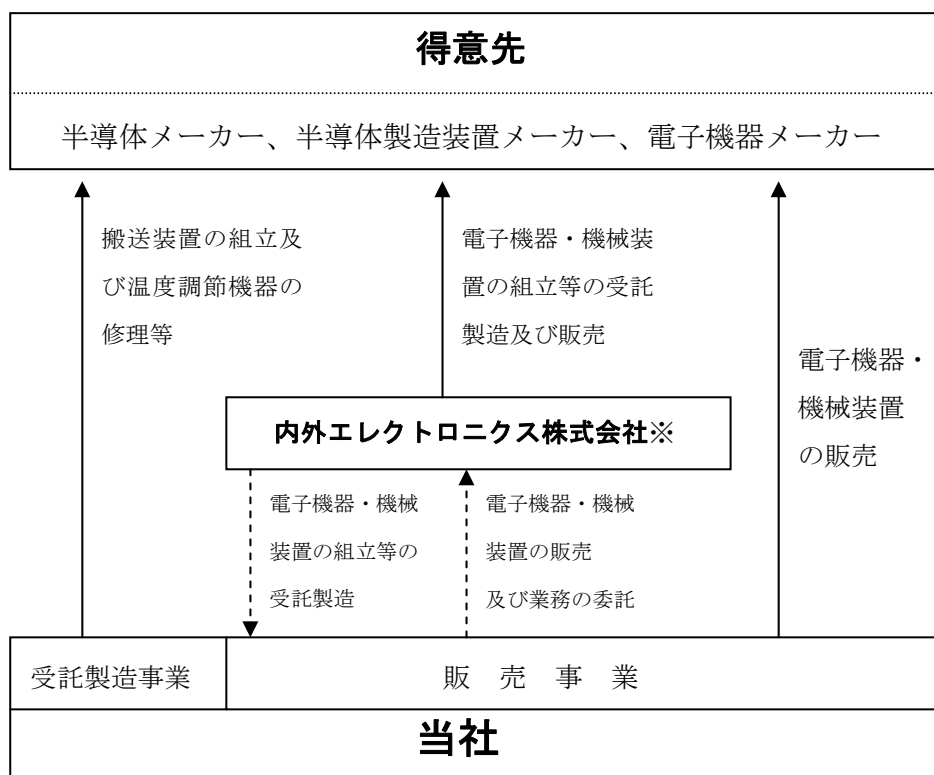 得意先
半導体メーカー、半導体製造装置メーカー、電子機器メーカー
搬送装置の組立及
び温度調節機器の
修理等
電子機器・機械装
置の組立等の受託
製造及び販売
電子機器・
機械装置
の販売
内外エレクトロニクス株式会社※
電子機器・機械
装置の組立等の
受託製造
電子機器・機械
装置の販売
及び業務の委託
受託製造事業
販 売 事 業
当社